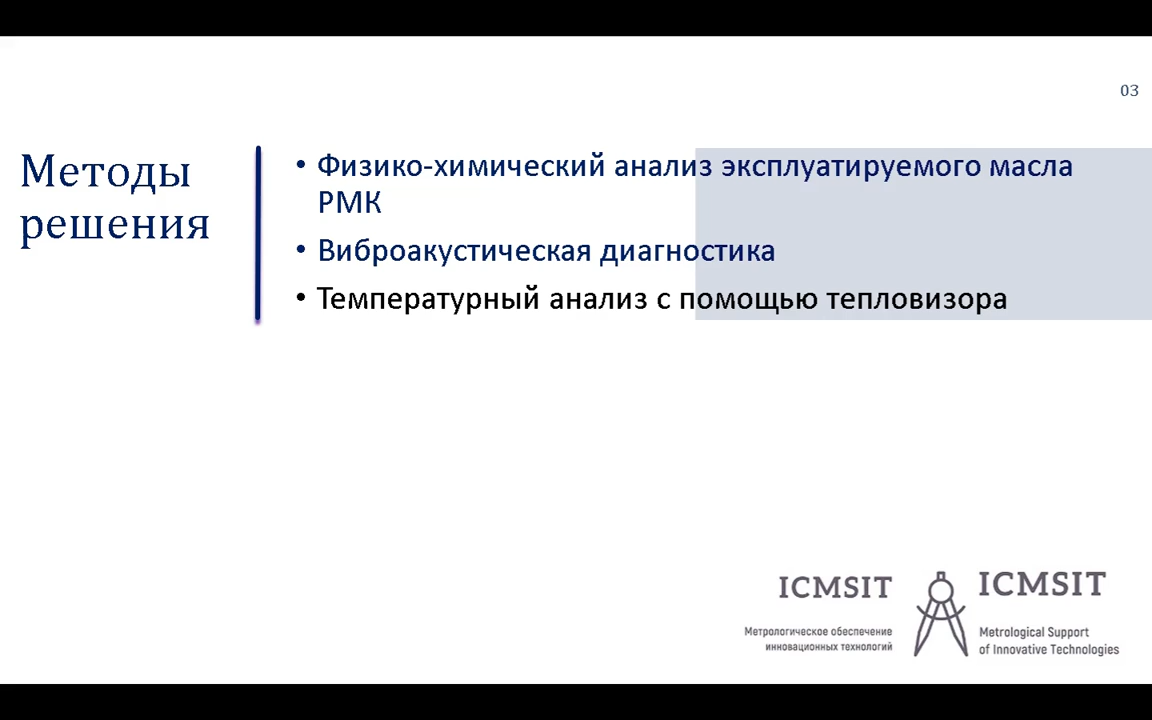 03
Методы
решения
• Физико-химический анализ эксплуатируемого масла
РМК
• Виброакустическая диагностика
• Температурный анализ с помощью тепловизора
ICMSIT
Метрологическое обеспечение
инновационных технологий
ICMSIT
Metrological Support
of Innovative Technologies